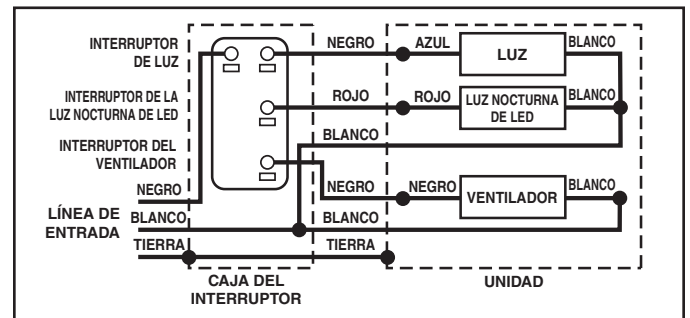 INTERRUPTOR
DE LUZ
NEGRO
AZUL
LUZ
BLANCO
INTERRUPTOR DE LA
LUZ NOCTURNA DE LED
ROJO
ROJO
LUZ NOCTURNA
DE LED
BLANCO
BLANCO
INTERRUPTOR DEL
VENTILADOR
NEGRO
NEGRO
NEGRO
VENTILADOR
BLANCO
LÍNEA DE
ENTRADA
BLANCO
BLANCO
TIERRA
TIERRA
CAJA DEL
INTERRUPTOR
UNIDAD